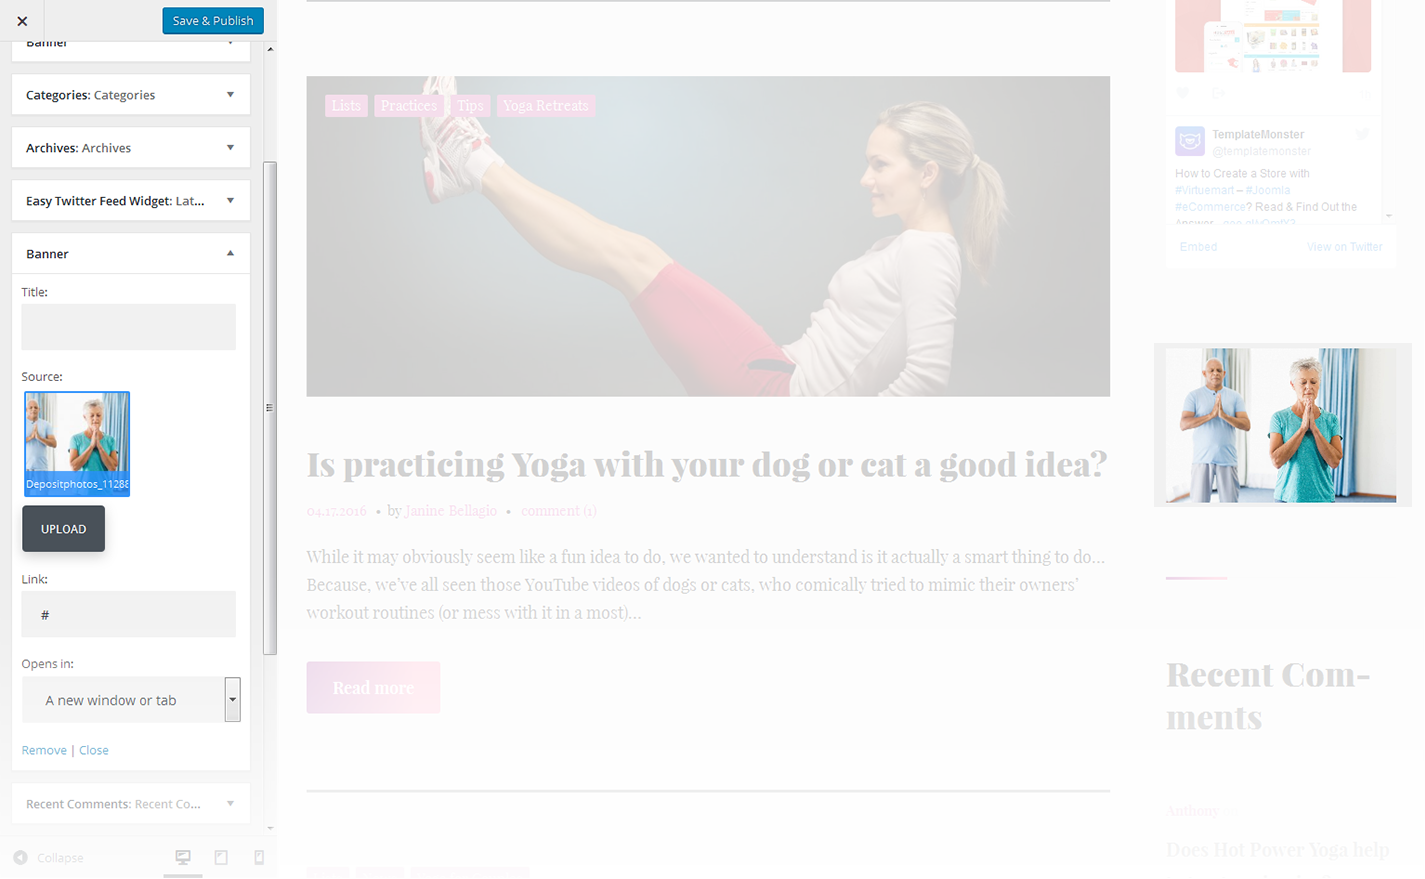 Save & Publish
Banner
Categories: Categories
Archives: Archives
Easy Twitter Feed Widget: Lat...
Banner
Title:
Source:
Depositphotos_11288
UPLOAD
Link:
#
Opens in:
A new window or tab
Remove | Close
Recent Comments: Recent Co...
Collapse
Lists
Practices
Tips
Yoga Retreats
Is practicing Yoga with your dog or cat a good idea?
04.17.2016 • by Janine Bellagio • comment (1)
While it may obviously seem like a fun idea to do, we wanted to understand is it actually a smart thing to do…
Because, we’ve all seen those YouTube videos of dogs or cats, who comically tried to mimic their owners’
workout routines (or mess with it in a most)…
Read more
TemplateMonster
@templatemonster
How to Create a Store with
#Virtuemart – #Joomla
#eCommerce? Read & Find Out the
Answer
Embed
View on Twitter
Recent Com-
ments
Anthony
Does Hot Power Yoga help